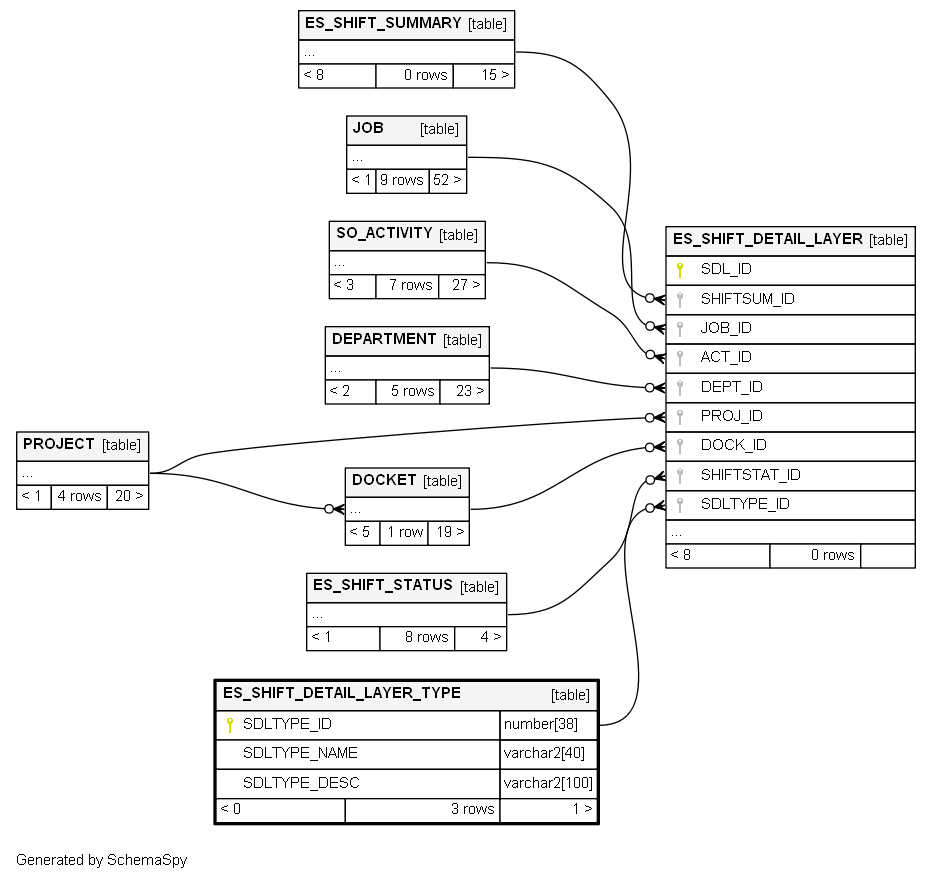 ES_SHIFT_SUMMARY [table]
...
< 8 0 rows 15 >
JOB [table]
...
< 1 9 rows 52 >
SO_ACTIVITY [table]
...
< 3 7 rows 27 >
DEPARTMENT [table]
...
< 2 5 rows 23 >
PROJECT [table]
...
< 1 4 rows 20 >
DOCKET [table]
...
< 5 1 row 19 >
ES_SHIFT_STATUS [table]
...
< 1 8 rows 4 >
ES_SHIFT_DETAIL_LAYER_TYPE [table]
SDLTYPE_ID number[38]
SDLTYPE_NAME varchar2[40]
SDLTYPE_DESC varchar2[100]
< 0 3 rows 1 >
ES_SHIFT_DETAIL_LAYER [table]
SDL_ID
SHIFTSUM_ID
JOB_ID
ACT_ID
DEPT_ID
PROJ_ID
DOCK_ID
SHIFTSTAT_ID
SDLTYPE_ID
...
< 8 0 rows
Generated by SchemaSpy